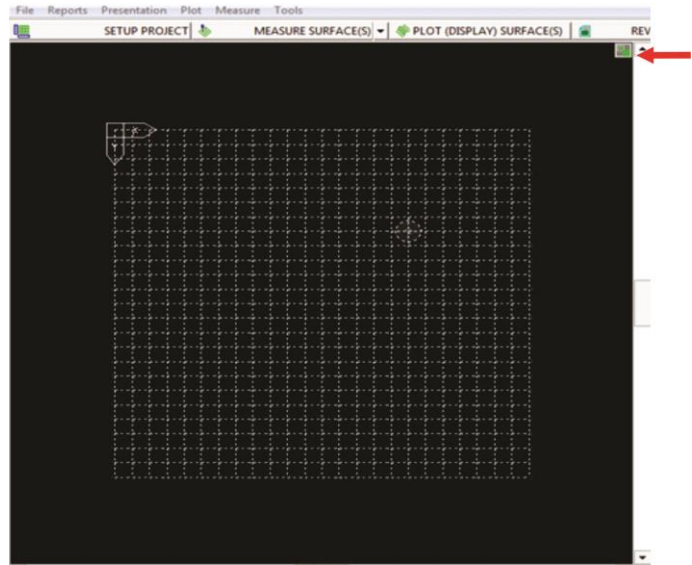 File Reports Presentation Plot Measure Tools
SETUP PROJECT MEASURE SURFACE(S) PLOT (DISPLAY) SURFACE(S) REV
X
Y